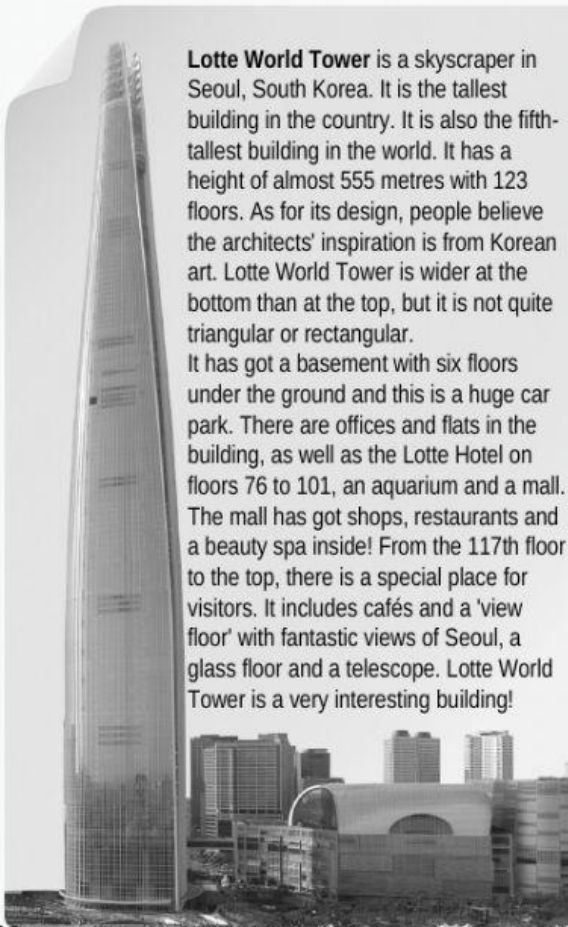 Lotte World Tower is a skyscraper in
Seoul, South Korea. It is the tallest
building in the country. It is also the fifth-
tallest building in the world. It has a
height of almost 555 metres with 123
floors. As for its design, people believe
the architects' inspiration is from Korean
art. Lotte World Tower is wider at the
bottom than at the top, but it is not quite
triangular or rectangular.
It has got a basement with six floors
under the ground and this is a huge car
park. There are offices and flats in the
building, as well as the Lotte Hotel on
floors 76 to 101, an aquarium and a mall.
The mall has got shops, restaurants and
a beauty spa inside! From the 117th floor
to the top, there is a special place for
visitors. It includes cafés and a 'view
floor' with fantastic views of Seoul, a
glass floor and a telescope. Lotte World
Tower is a very interesting building!